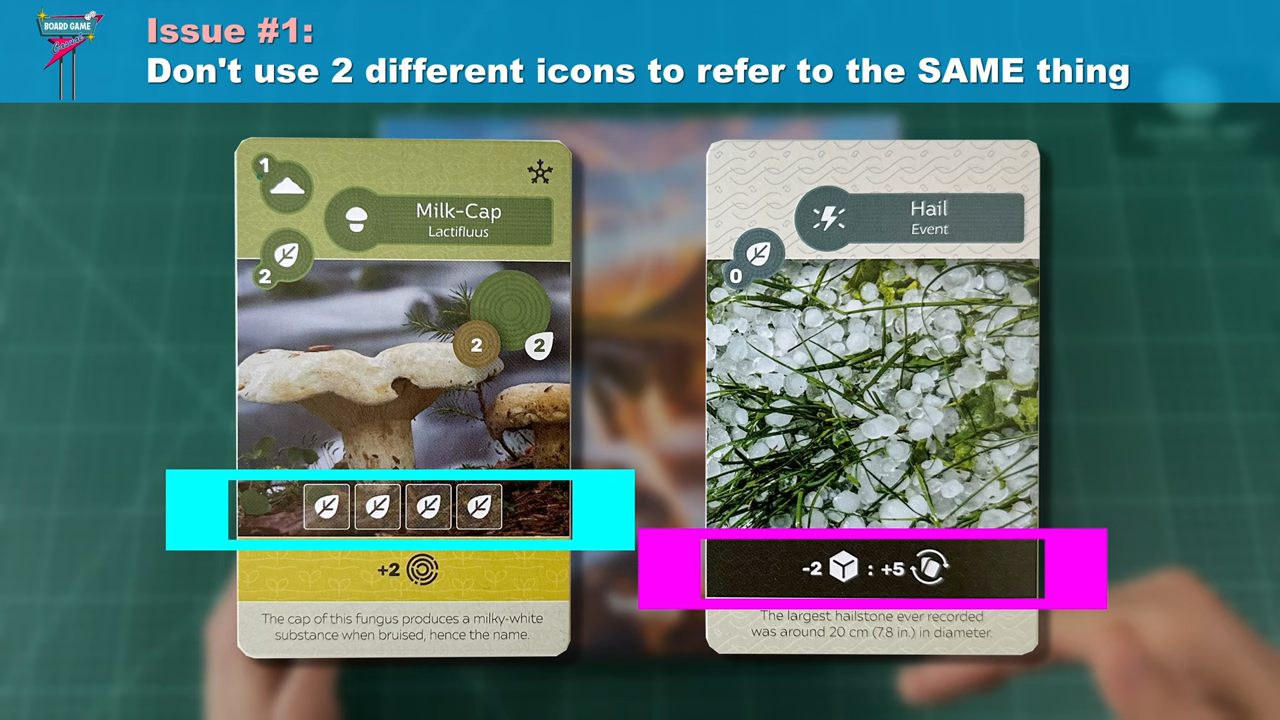 BOARD GAME
Casual
Issue #1:
Don't use 2 different icons to refer to the SAME thing
1
Milk-Cap
Lactifluus
2
2
2
+2
The cap of this fungus produces a milky-white
substance when bruised, hence the name.
Hail
Event
0
-2 : +5
The largest hailstone ever recorded
was around 20 cm (7.8 in.) in diameter.